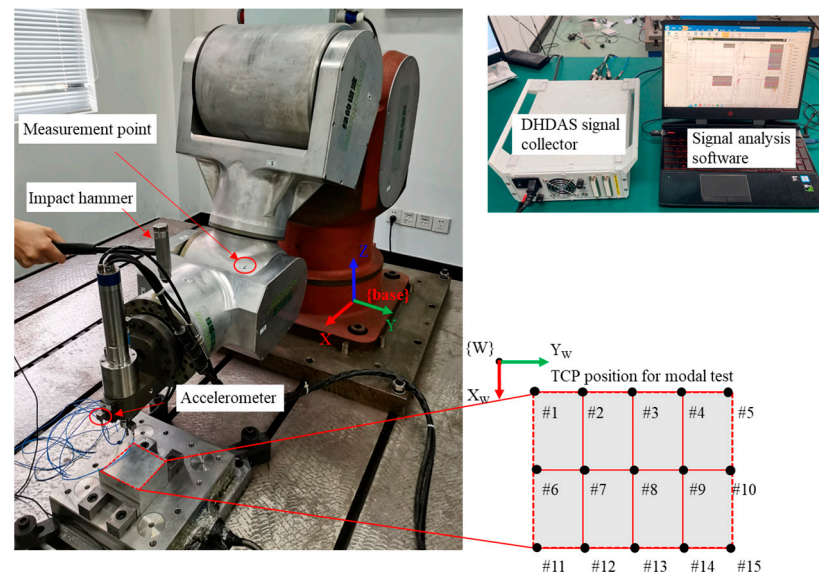 Measurement point
Impact hammer
Accelerometer
Z
{base}
Y
X
DHDAS signal
collector
Signal analysis
software
{W}
Y_W
TCP position for modal test
X_W
#1
#2
#3
#4
#5
#6
#7
#8
#9
#10
#11
#12
#13
#14
#15